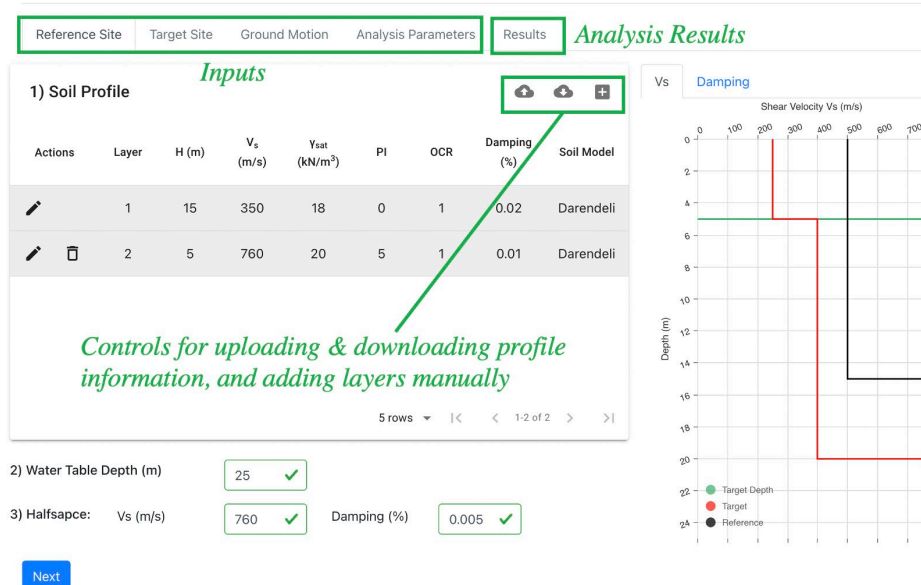 Reference Site Target Site Ground Motion Analysis Parameters Results Analysis Results
Inputs
1) Soil Profile
Actions Layer H (m) Vs (m/s) γsat (kN/m³) PI OCR Damping (%) Soil Model
1 15 350 18 0 1 0.02 Darendeli
2 5 760 20 5 1 0.01 Darendeli
Controls for uploading & downloading profile
information, and adding layers manually
5 rows 1-2 of 2
2) Water Table Depth (m) 25
3) Halfsapce: Vs (m/s) 760 Damping (%) 0.005
Next
Vs Damping
Shear Velocity Vs (m/s)
0 100 200 300 400 500 600 700
0
2
4
6
8
10
12
14
16
18
20
22
24
Depth (m)
Target Depth
Target
Reference